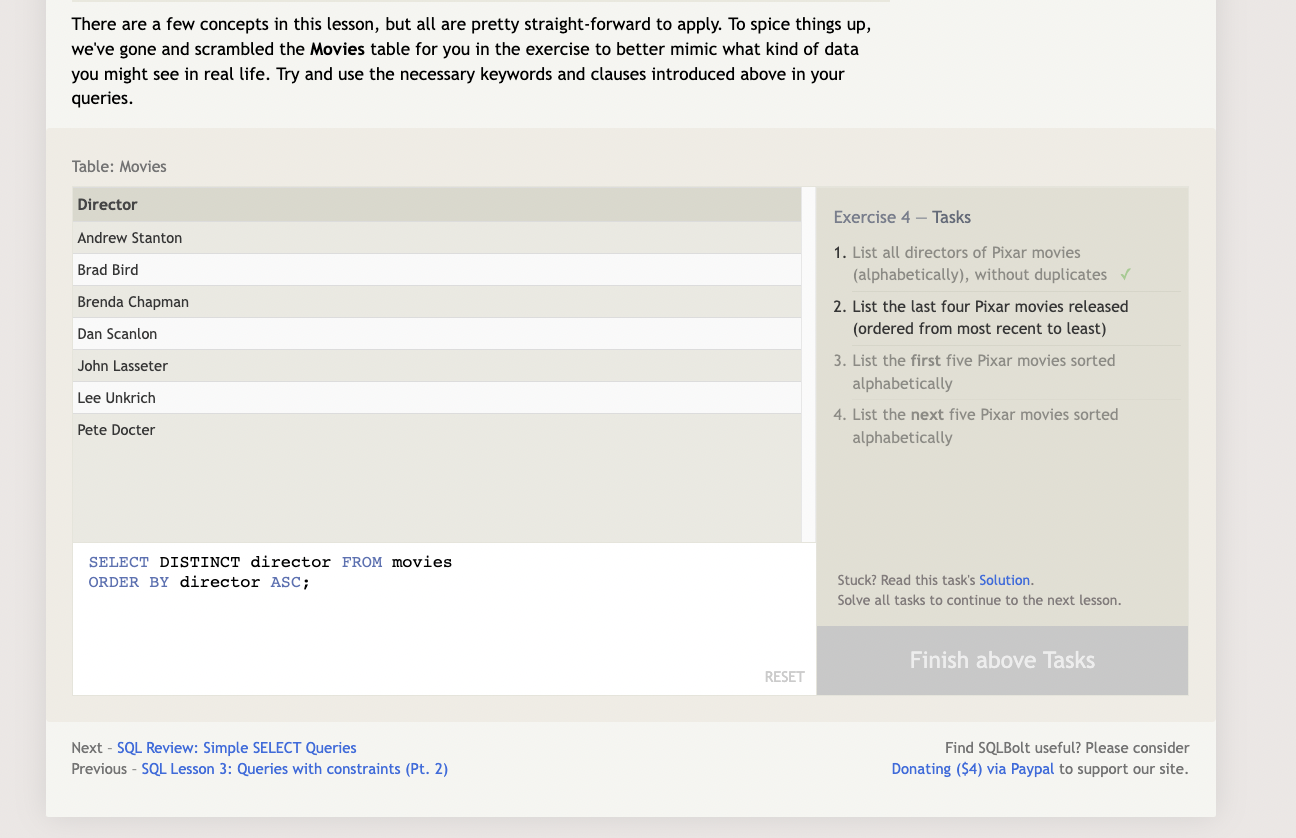 There are a few concepts in this lesson, but all are pretty straight-forward to apply. To spice things up,
we've gone and scrambled the Movies table for you in the exercise to better mimic what kind of data
you might see in real life. Try and use the necessary keywords and clauses introduced above in your
queries.
Table: Movies
Director
Andrew Stanton
Brad Bird
Brenda Chapman
Dan Scanlon
John Lasseter
Lee Unkrich
Pete Docter
SELECT DISTINCT director FROM movies
ORDER BY director ASC;
RESET
Exercise 4 — Tasks
1. List all directors of Pixar movies
(alphabetically), without duplicates ✓
2. List the last four Pixar movies released
(ordered from most recent to least)
3. List the first five Pixar movies sorted
alphabetically
4. List the next five Pixar movies sorted
alphabetically
Stuck? Read this task's Solution.
Solve all tasks to continue to the next lesson.
Finish above Tasks
Next – SQL Review: Simple SELECT Queries
Previous – SQL Lesson 3: Queries with constraints (Pt. 2)
Find SQLBolt useful? Please consider
Donating ($4) via Paypal to support our site.